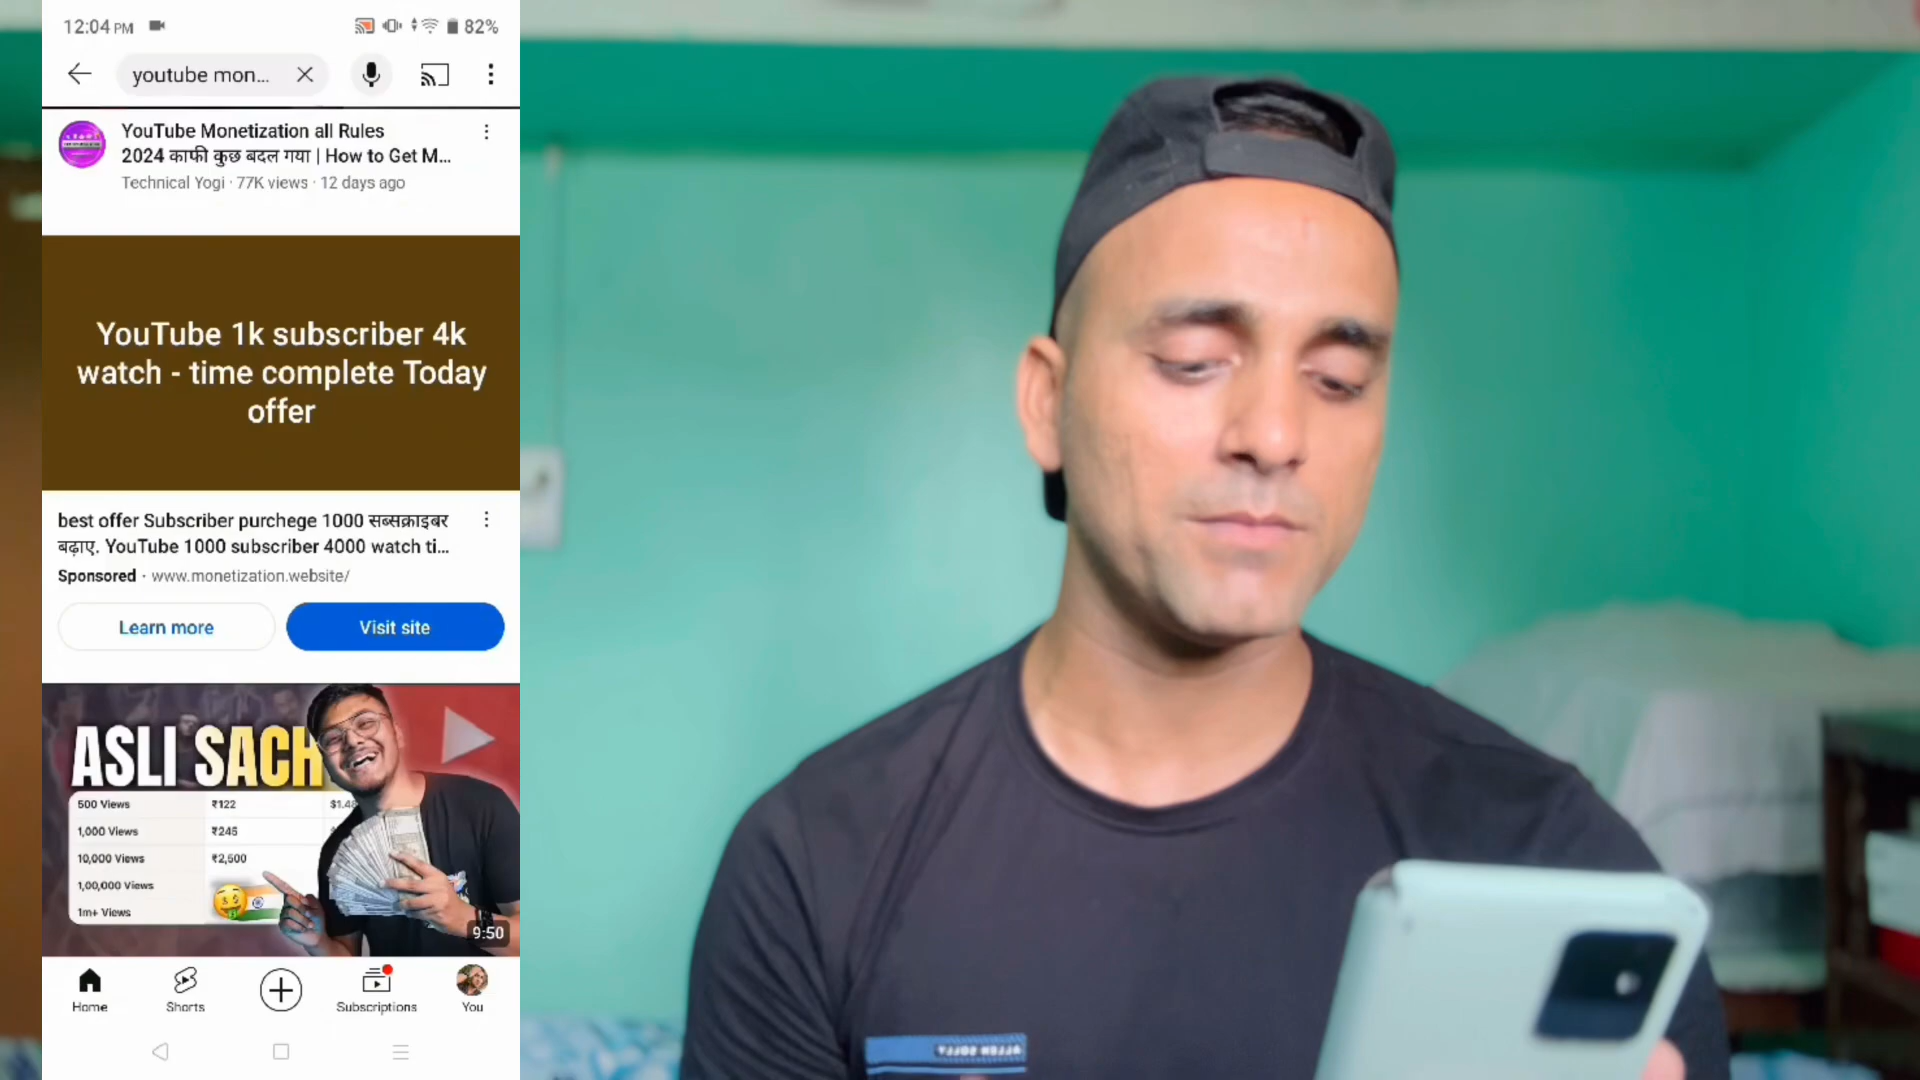 12:04 PM
82%
youtube mon...
YouTube Monetization all Rules
2024 काफी कुछ बदल गया | How to Get M...
Technical Yogi · 77K views · 12 days ago
YouTube 1k subscriber 4k
watch - time complete Today
offer
best offer Subscriber purchege 1000 सब्सक्राइबर
बढ़ाए. YouTube 1000 subscriber 4000 watch ti...
Sponsored · www.monetization.website/
Learn more
Visit site
ASLI SACH
500 Views ₹122
1,000 Views ₹245
10,000 Views ₹2,500
1,00,000 Views
1m+ Views
9:50
Home
Shorts
Subscriptions
You